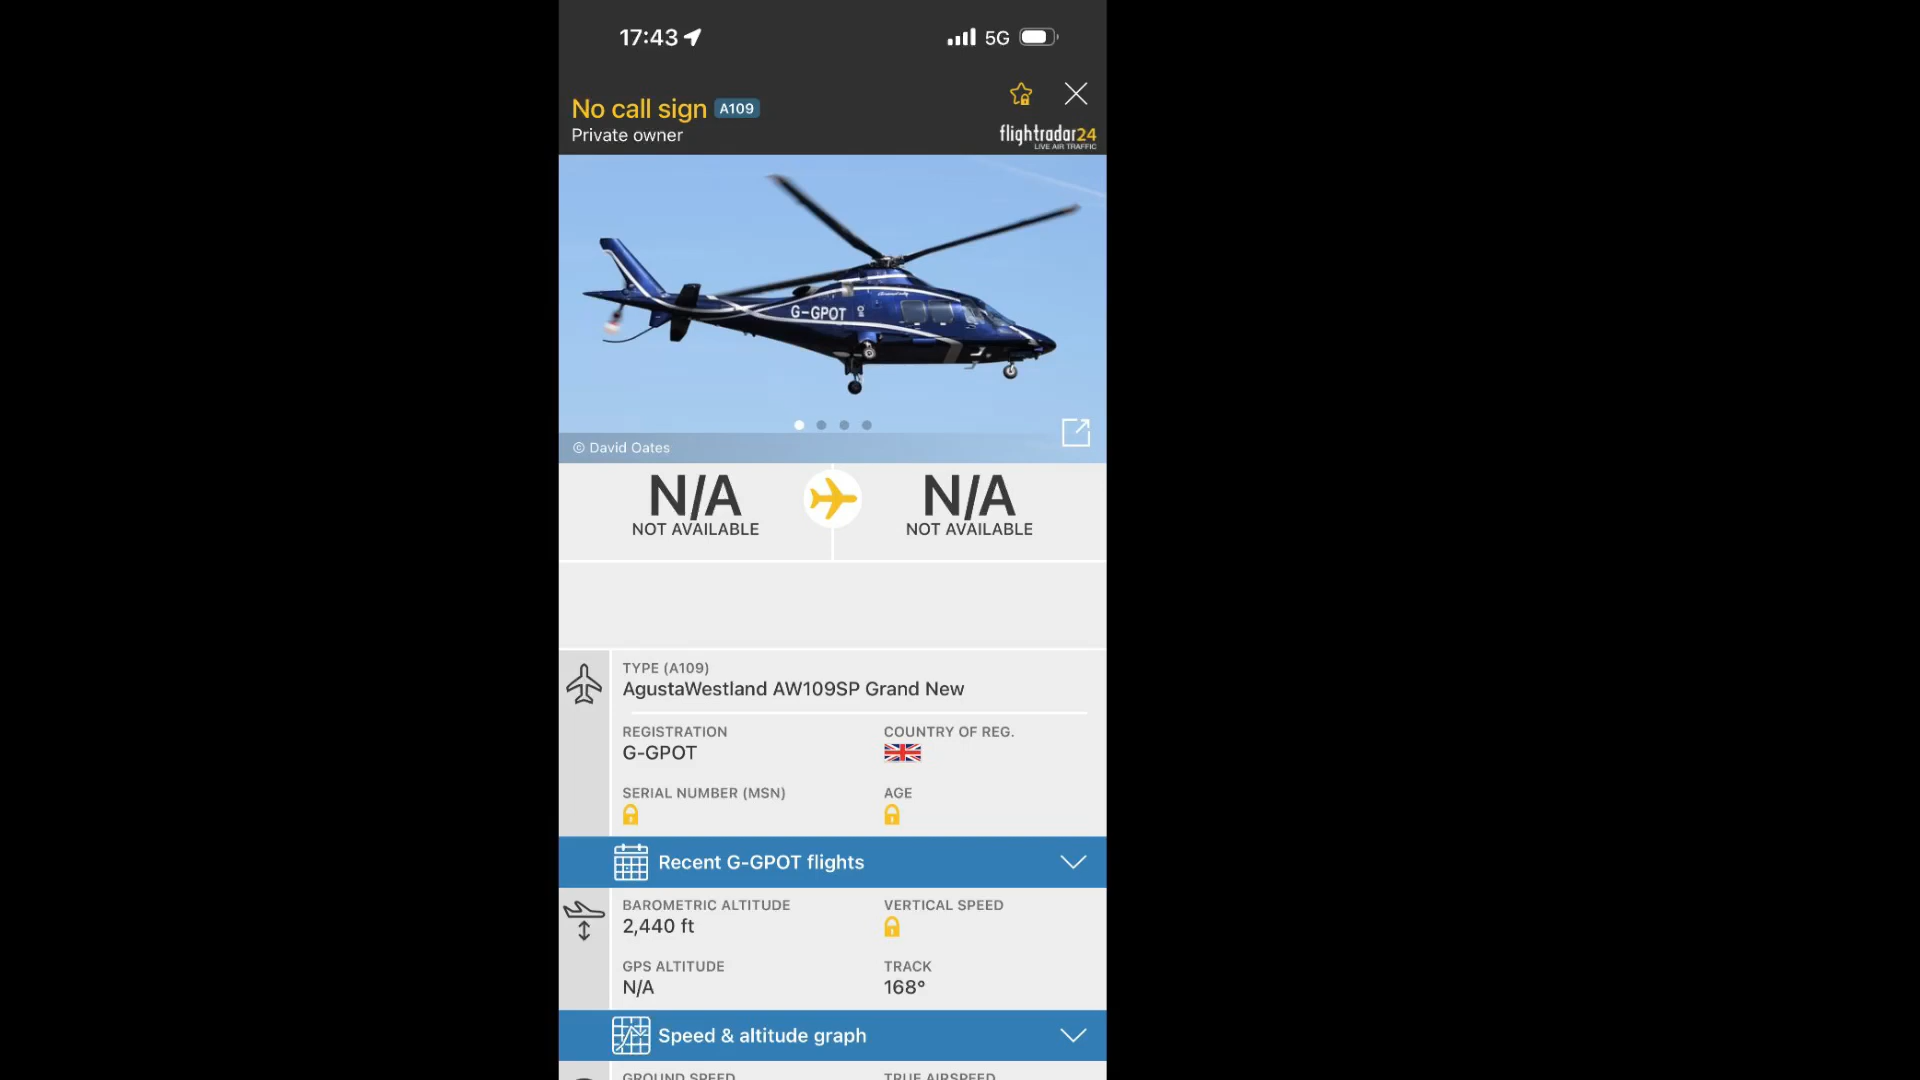 17:43
5G
No call sign A109
Private owner
flightradar24
LIVE AIR TRAFFIC
G-GPOT
© David Oates
N/A
NOT AVAILABLE
N/A
NOT AVAILABLE
TYPE (A109)
AgustaWestland AW109SP Grand New
REGISTRATION
G-GPOT
COUNTRY OF REG.
SERIAL NUMBER (MSN)
AGE
Recent G-GPOT flights
BAROMETRIC ALTITUDE
2,440 ft
VERTICAL SPEED
GPS ALTITUDE
N/A
TRACK
168°
Speed & altitude graph
GROUND SPEED
TRUE AIRSPEED